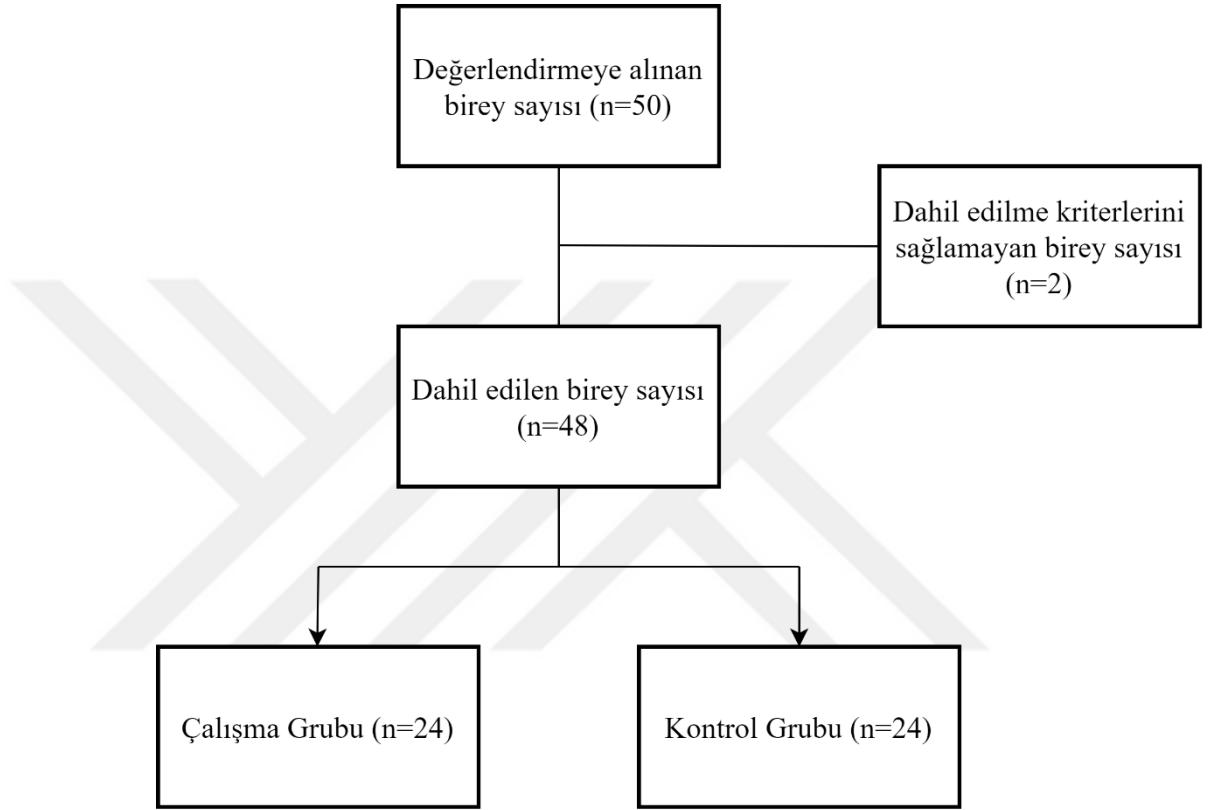 Değerlendirmeye alınan
birey sayısı (n=50)
Dahil edilme kriterlerini
sağlamayan birey sayısı
(n=2)
Dahil edilen birey sayısı
(n=48)
Çalışma Grubu (n=24)
Kontrol Grubu (n=24)